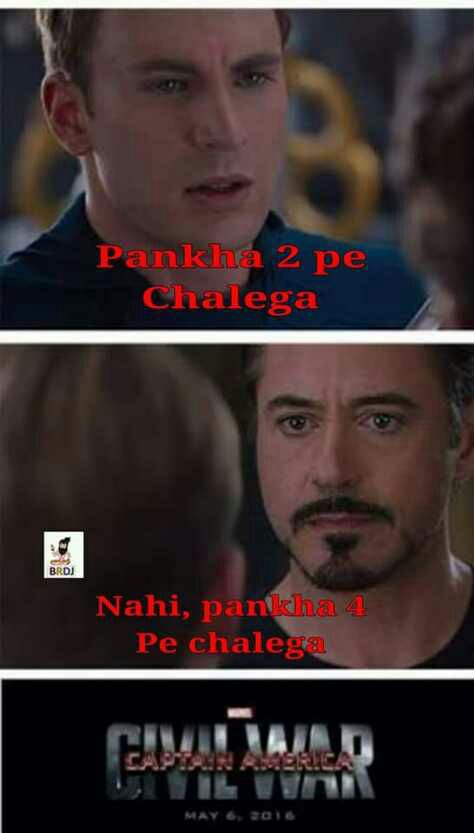 Pankha 2 pe
Chalega
BRDJ
Nahi, pankha 4
Pe chalega
MARVEL
CIVIL WAR
CAPTAIN AMERICA
MAY 6, 2016